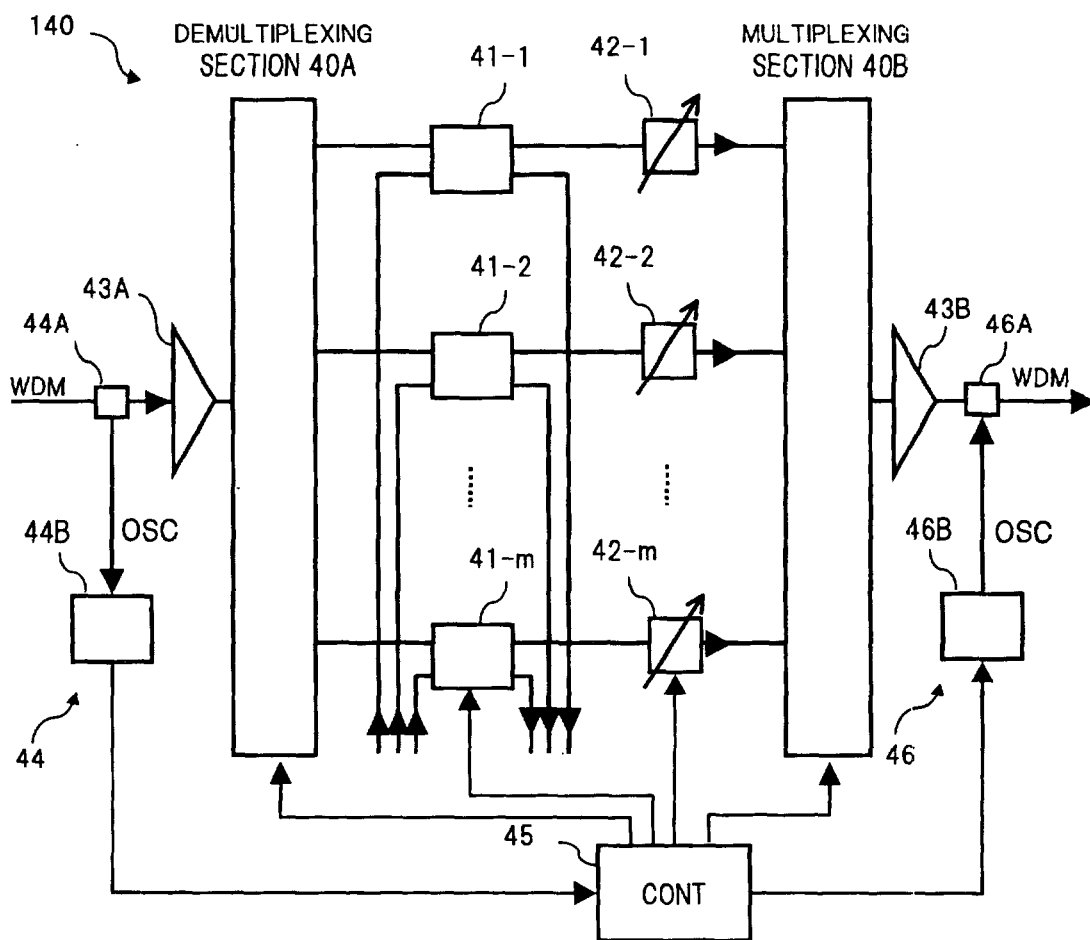 140
DEMULTIPLEXING
SECTION 40A
MULTIPLEXING
SECTION 40B
41-1
42-1
41-2
42-2
43A
44A
WDM
43B
46A
WDM
44B
OSC
41-m
42-m
46B
OSC
44
46
45
CONT